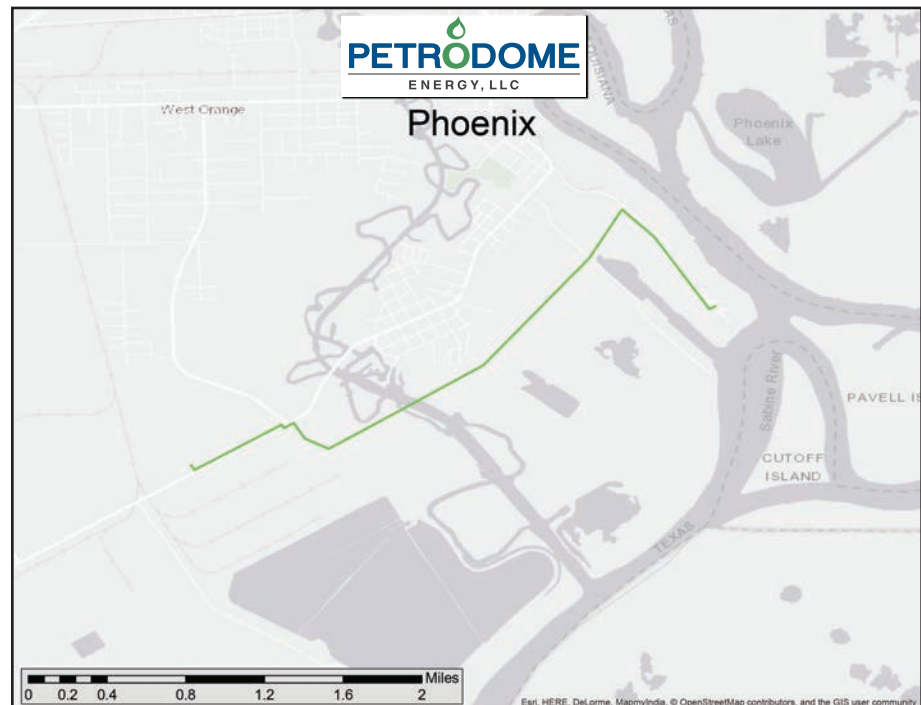 PETRODOME
ENERGY, LLC
Phoenix
West Orange
LOUISIANA
TEXAS
Phoenix
Lake
Sabine River
PAVELL IS
CUTOFF
ISLAND
Miles
0 0.2 0.4 0.8 1.2 1.6 2
Esri, HERE, DeLorme, MapmyIndia, © OpenStreetMap contributors, and the GIS user community